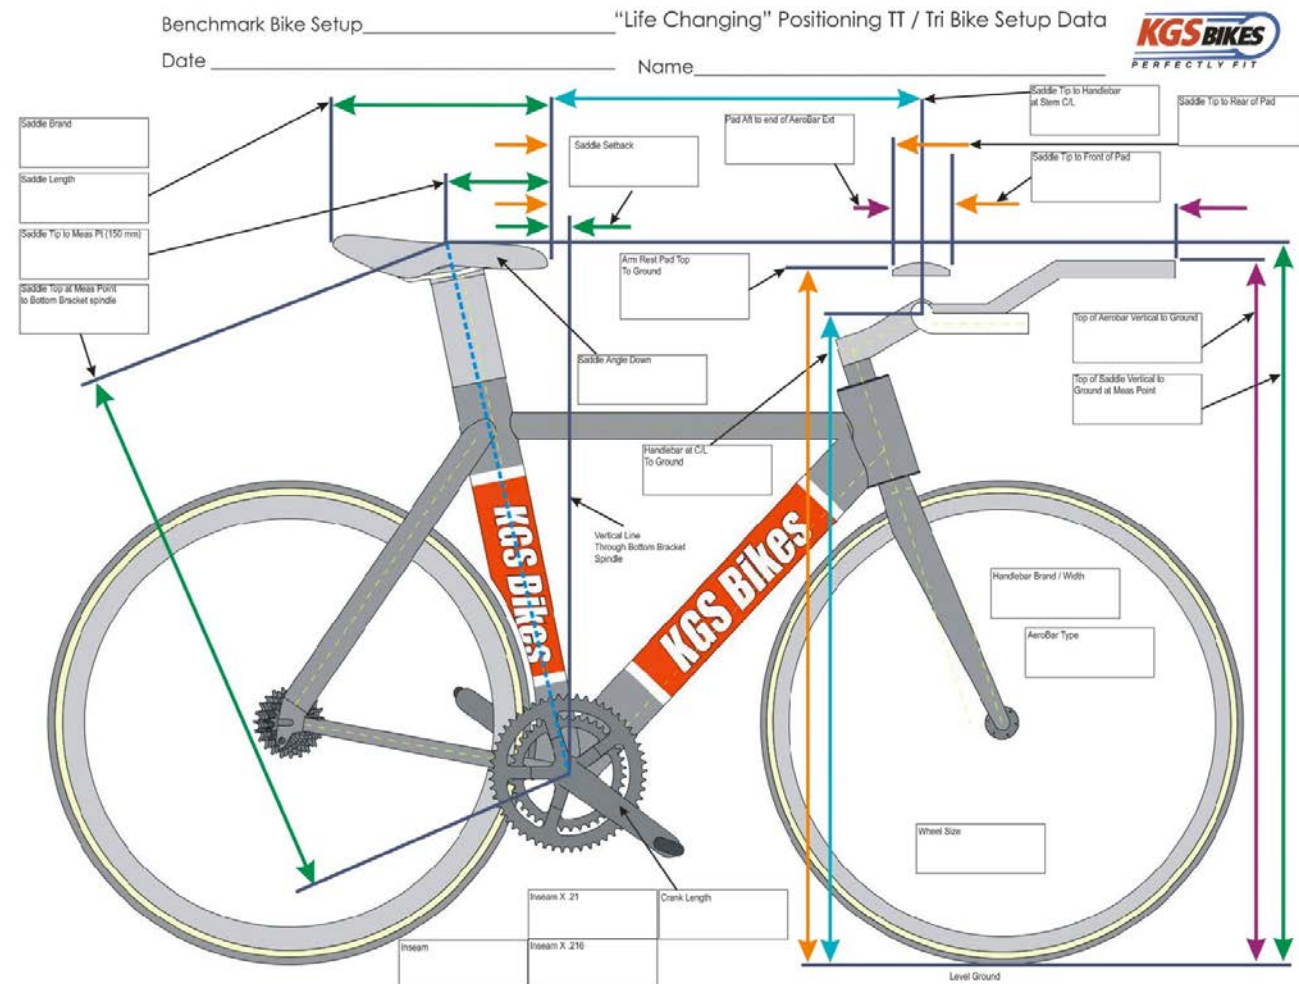 Benchmark Bike Setup
"Life Changing" Positioning TT / Tri Bike Setup Data
KGS BIKES
PERFECTLY FIT
Date
Name
Saddle Brand
Saddle Length
Saddle Tip to Meas Pt (150 mm)
Saddle Top at Meas Point
to Bottom Bracket spindle
Saddle Setback
Pad Aft to end of AeroBar Ext
Saddle Tip to Handlebar
at Stem C/L
Saddle Tip to Rear of Pad
Saddle Tip to Front of Pad
Arm Rest Pad Top
To Ground
Saddle Angle Down
Top of Aerobar Vertical to Ground
Top of Saddle Vertical to
Ground at Meas Point
Handlebar at C/L
To Ground
Vertical Line
Through Bottom Bracket
Spindle
KGS Bikes
KGS Bikes
Handlebar Brand / Width
AeroBar Type
Wheel Size
Inseam X .21
Crank Length
Inseam
Inseam X .216
Level Ground